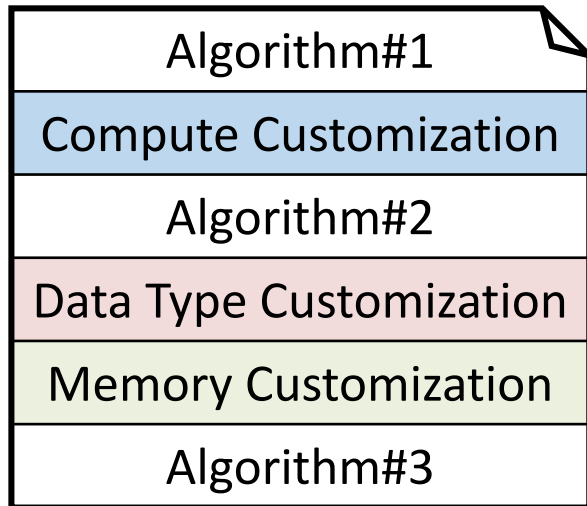 Algorithm#1
Compute Customization
Algorithm#2
Data Type Customization
Memory Customization
Algorithm#3